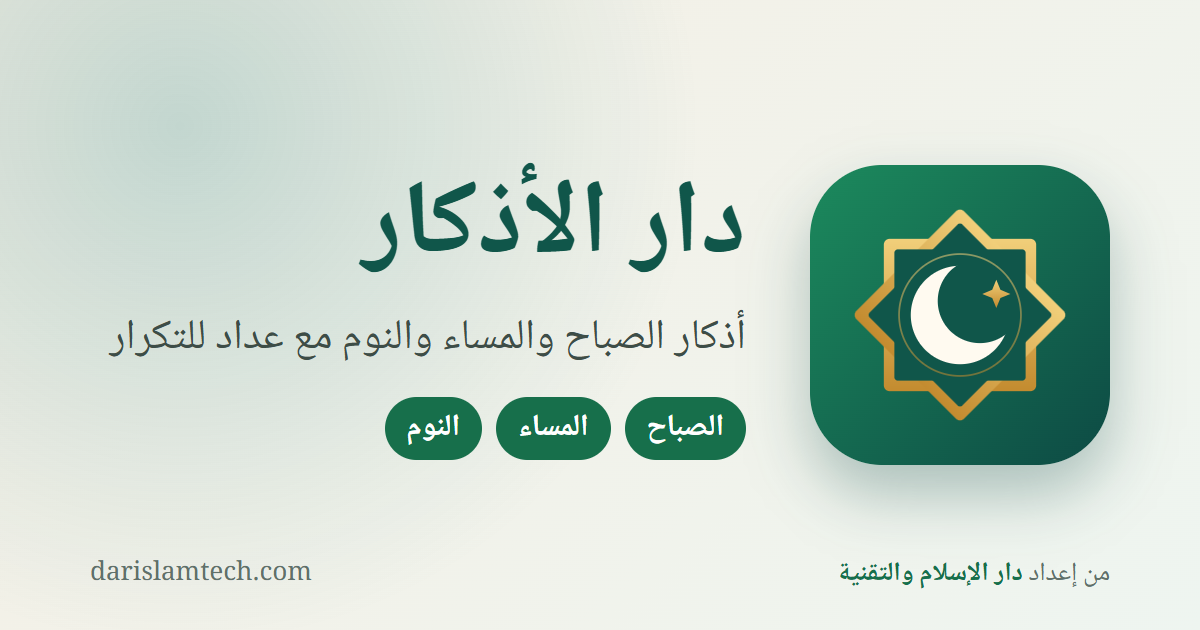 دار الأذكار
أذكار الصباح والمساء والنوم مع عداد للتكرار
الصباح المساء النوم
من إعداد دار الإسلام والتقنية
darislamtech.com